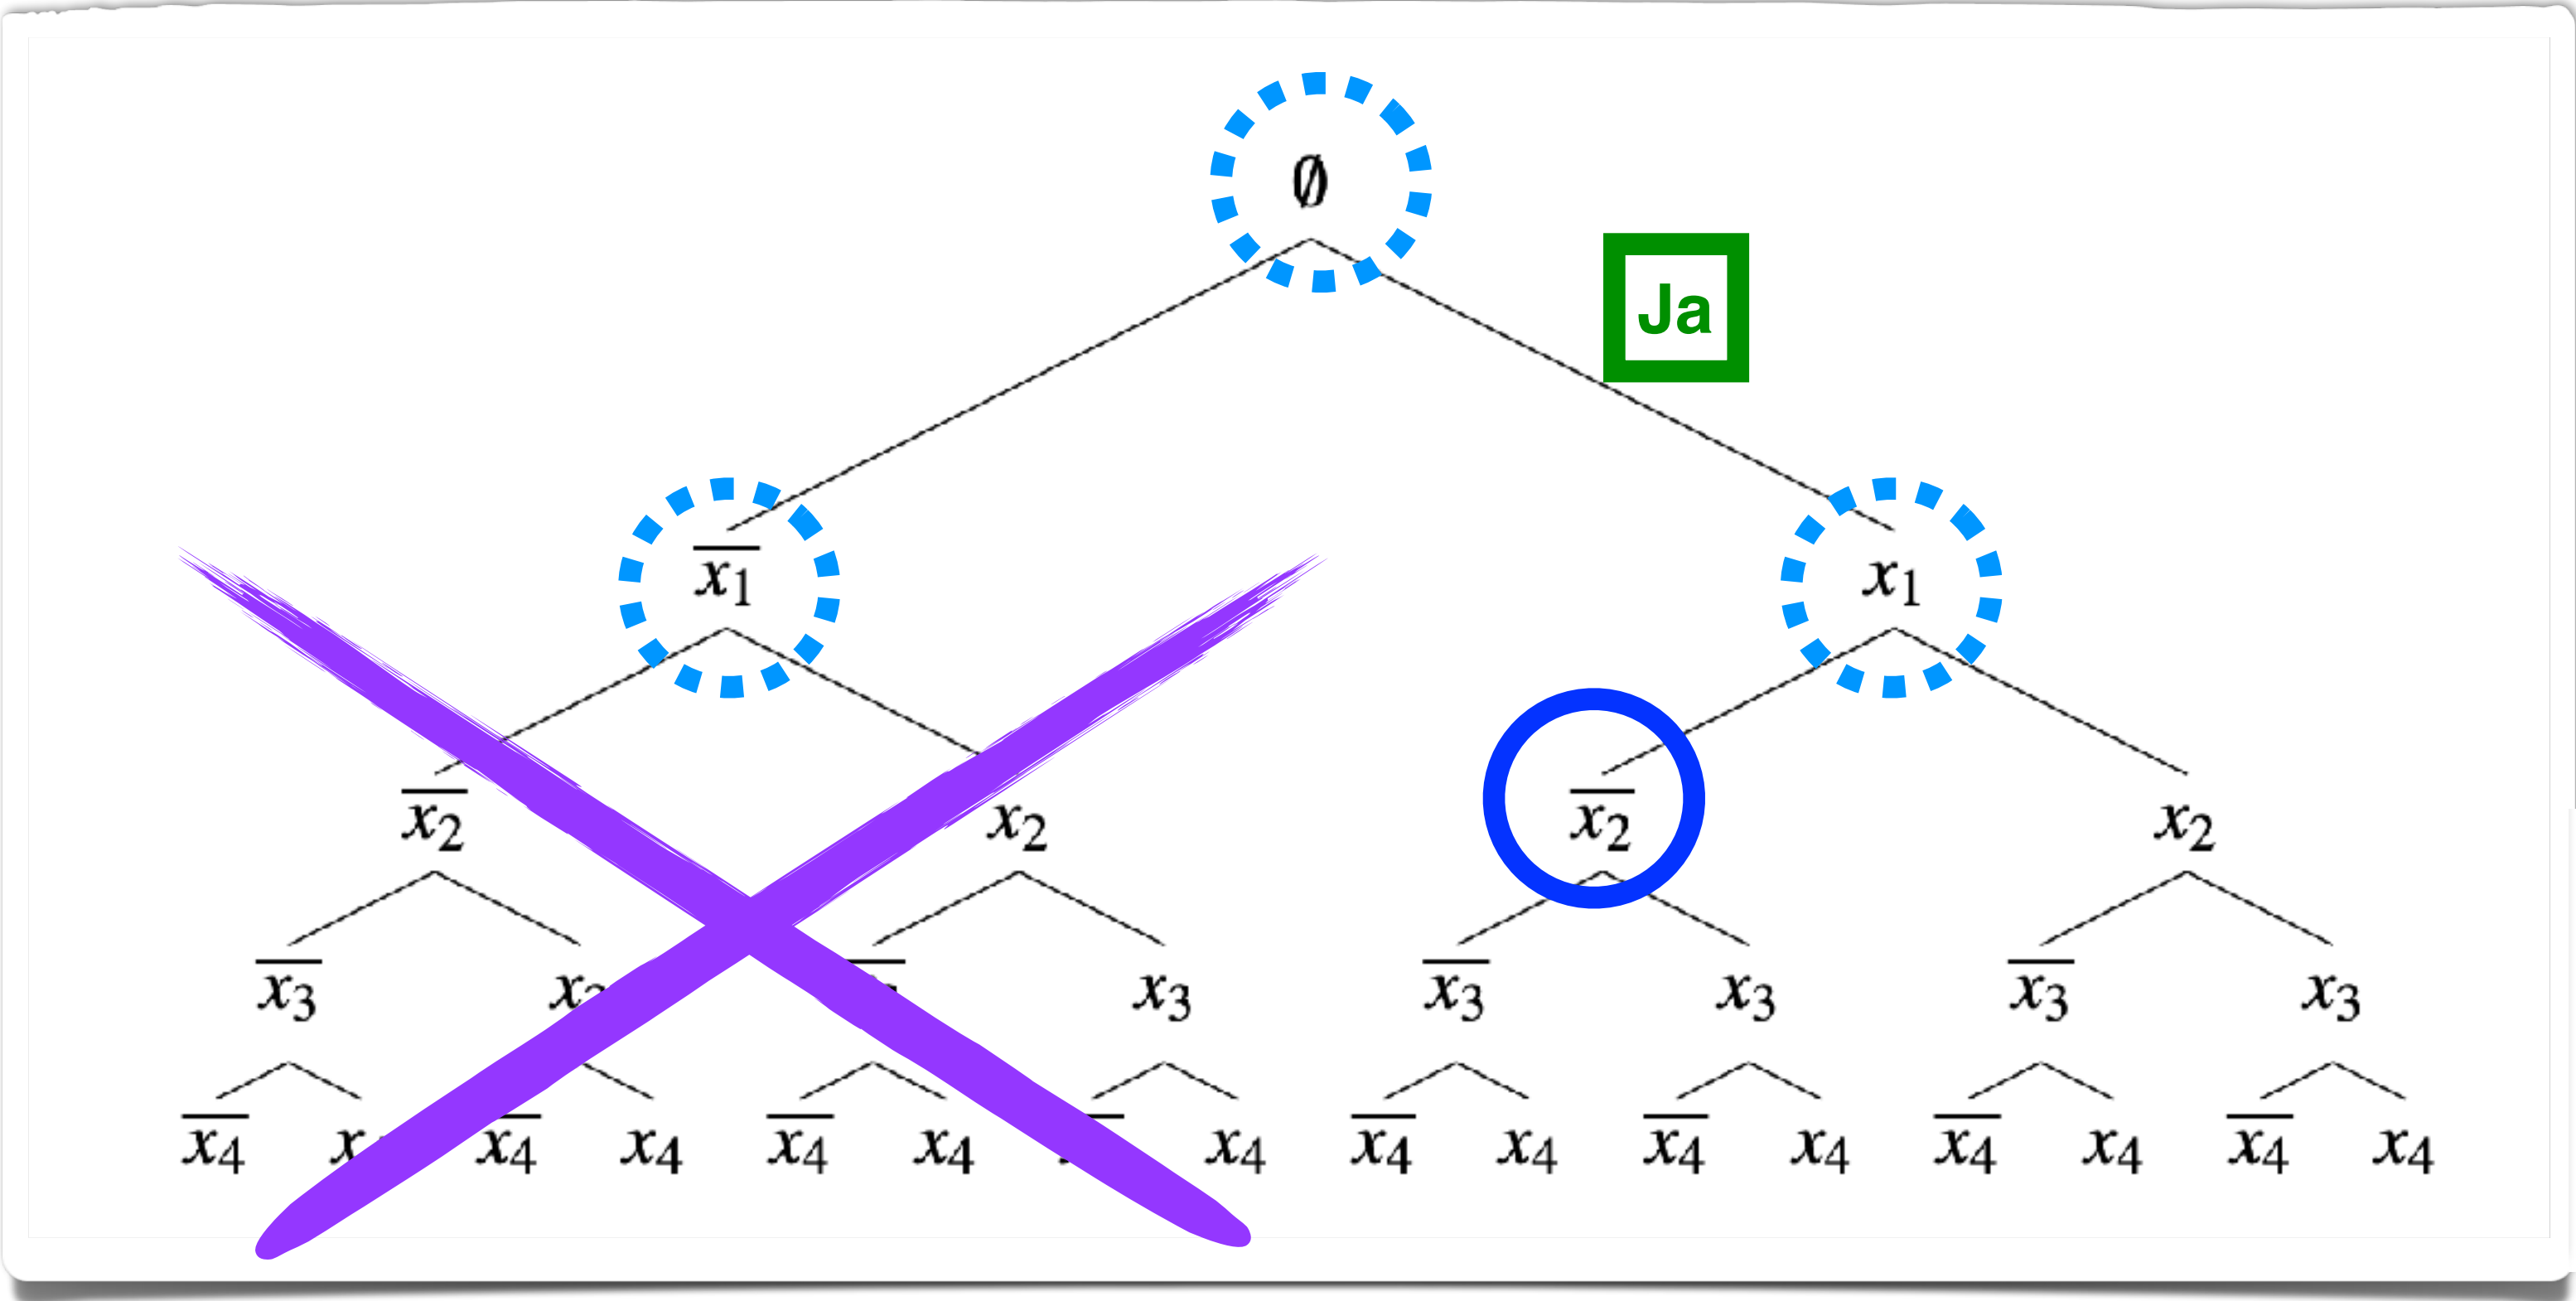 ∅
Ja
x̅₁ x₁
x̅₂ x₂ x̅₂ x₂
x̅₃ x₃ x̅₃ x₃ x̅₃ x₃
x̅₄ x̅₄ x₄ x̅₄ x₄ x₄ x̅₄ x₄ x̅₄ x₄ x̅₄ x₄ x̅₄ x₄